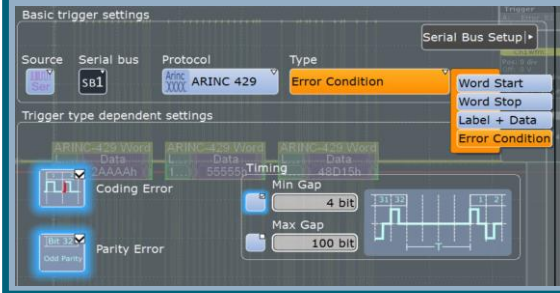 Basic trigger settings
Trigger
Serial Bus Setup
Source Serial bus Protocol Type
Ser SB1 Arinc XXXX ARINC 429 Error Condition
Word Start
Word Stop
Label + Data
Error Condition
Trigger type dependent settings
ARINC-429 Word ARINC-429 Word ARINC-429 Word
L Data L Data L Data
2AAAAh 1... 55555h 48D15h
Coding Error
Timing
Min Gap
4 bit
31 32 1 2
Max Gap
100 bit
T
Bit 32
Odd Parity
Parity Error